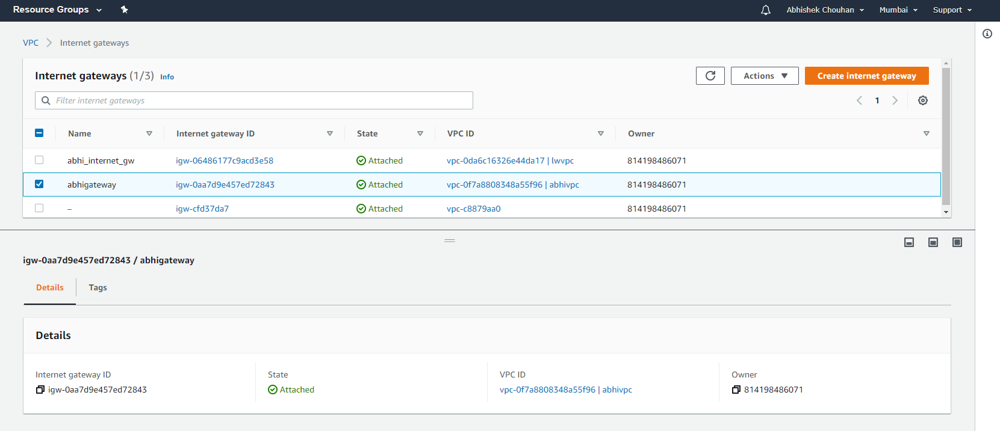 Resource Groups Abhishek Chouhan Mumbai Support
VPC Internet gateways
Internet gateways (1/3) Info Actions Create internet gateway
Filter internet gateways 1
Name Internet gateway ID State VPC ID Owner
abhi_internet_gw igw-06486177c9acd3e58 Attached vpc-0da6c16326e44da17 | lwvpc 814198486071
abhigateway igw-0aa7d9e457ed72843 Attached vpc-0f7a8808348a55f96 | abhivpc 814198486071
– igw-cfd37da7 Attached vpc-c8879aa0 814198486071
igw-0aa7d9e457ed72843 / abhigateway
Details Tags
Details
Internet gateway ID State VPC ID Owner
igw-0aa7d9e457ed72843 Attached vpc-0f7a8808348a55f96 | abhivpc 814198486071